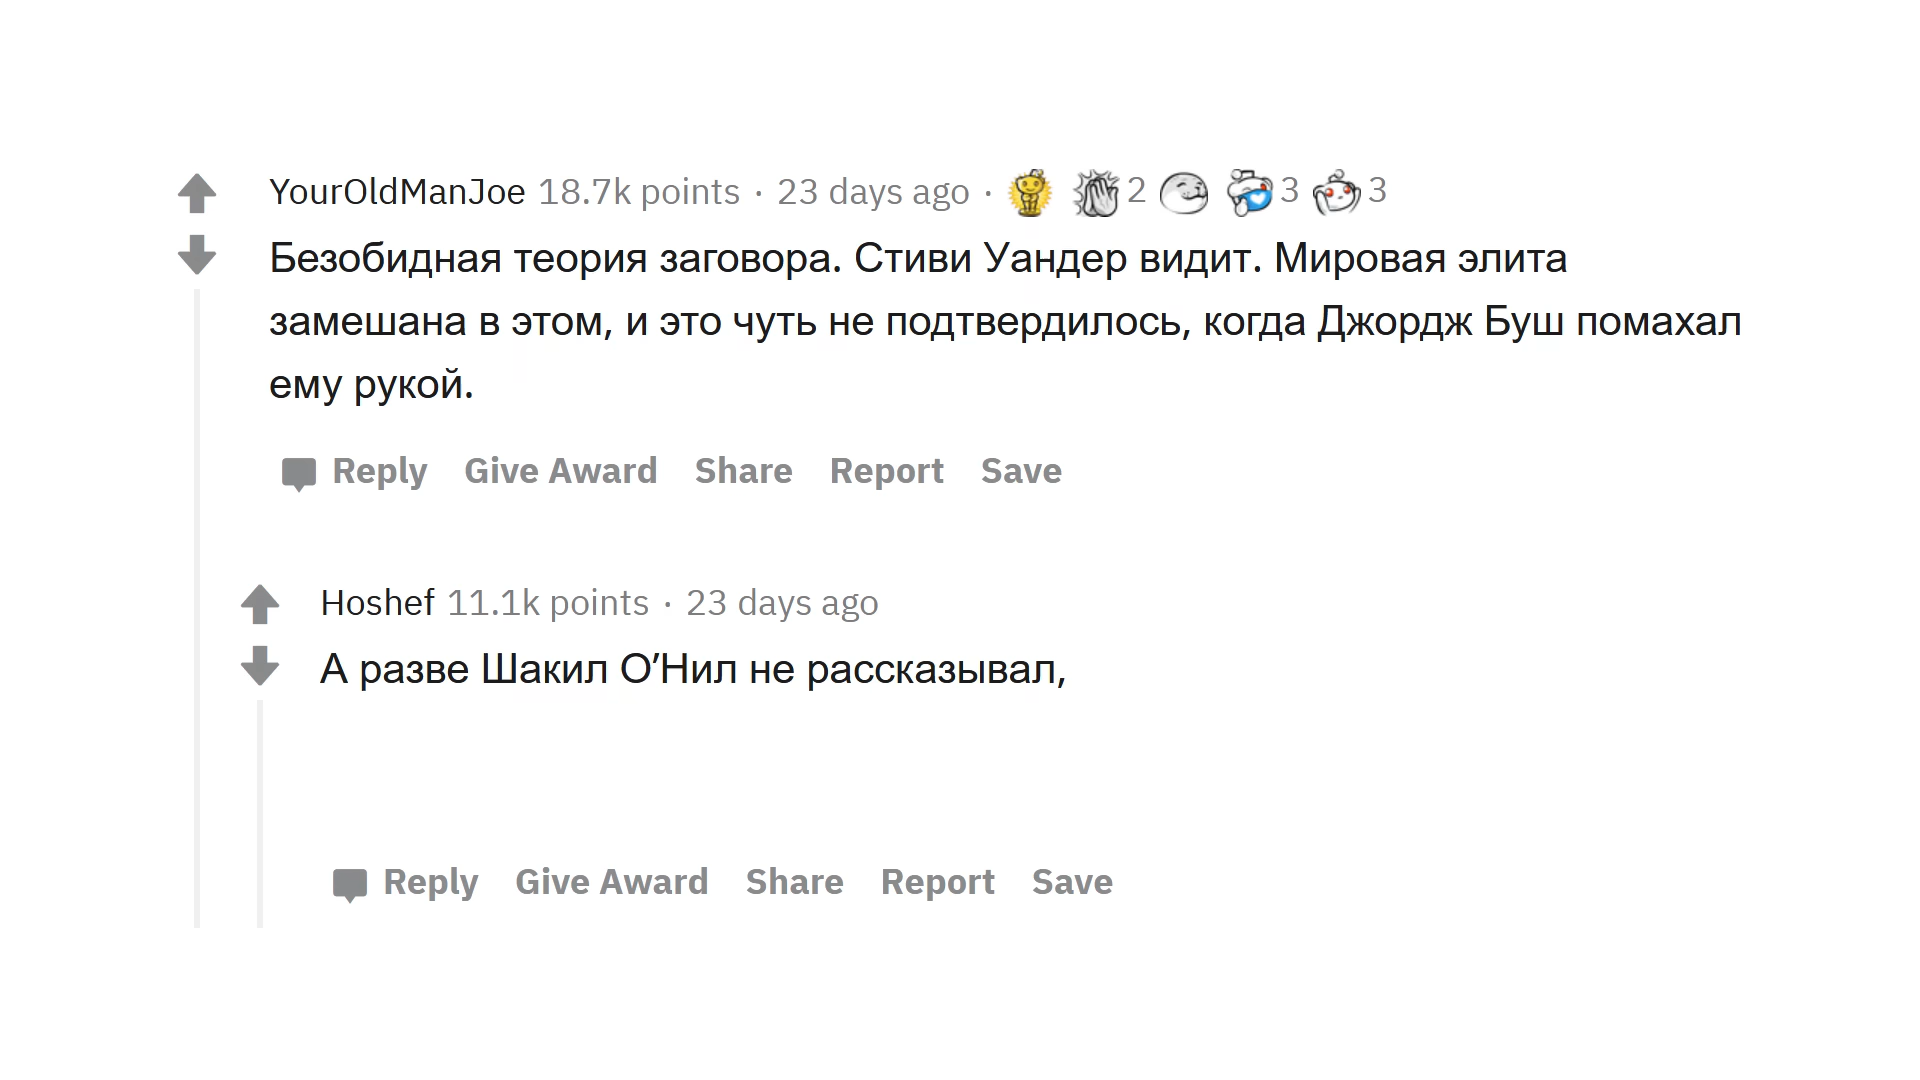 YourOldManJoe 18.7k points · 23 days ago · 2 3 3
Безобидная теория заговора. Стиви Уандер видит. Мировая элита
замешана в этом, и это чуть не подтвердилось, когда Джордж Буш помахал
ему рукой.
Reply Give Award Share Report Save
Hoshef 11.1k points · 23 days ago
А разве Шакил О’Нил не рассказывал,
Reply Give Award Share Report Save